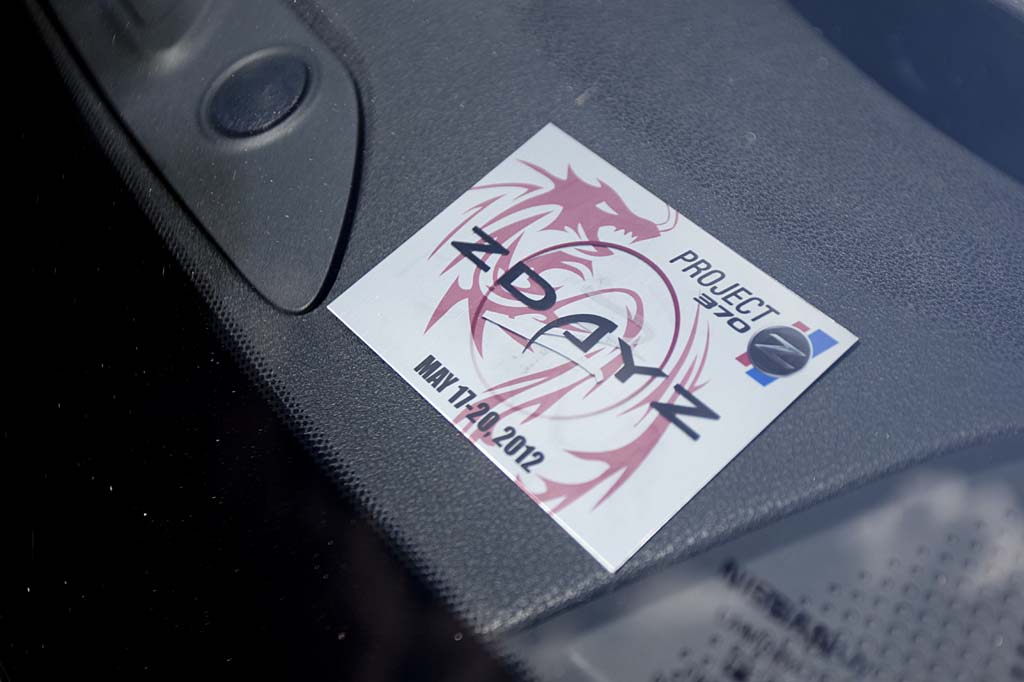 PROJECT
370
Z
ZDAYZ
MAY 17-20, 2012
NISSAN